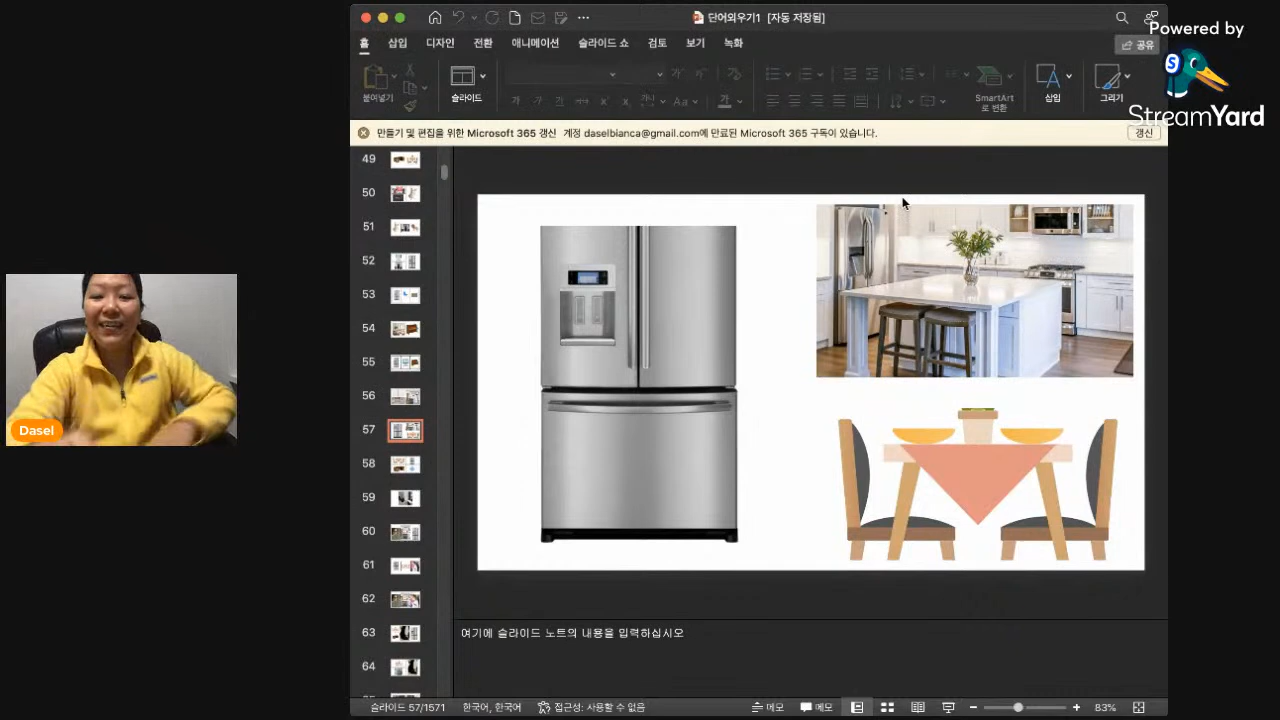 단어외우기1 [자동 저장됨]
홈 삽입 디자인 전환 애니메이션 슬라이드 쇼 검토 보기 녹화
공유
Powered by
StreamYard
붙여넣기
슬라이드
SmartArt
로 변환
삽입
그리기
만들기 및 편집을 위한 Microsoft 365 갱신 계정 daselbianca@gmail.com에 만료된 Microsoft 365 구독이 있습니다.
갱신
49
50
51
52
53
54
55
56
57
58
59
60
61
62
63
64
Dasel
여기에 슬라이드 노트의 내용을 입력하십시오
슬라이드 57/1571 한국어, 한국어 접근성: 사용할 수 없음 메모 메모 83%